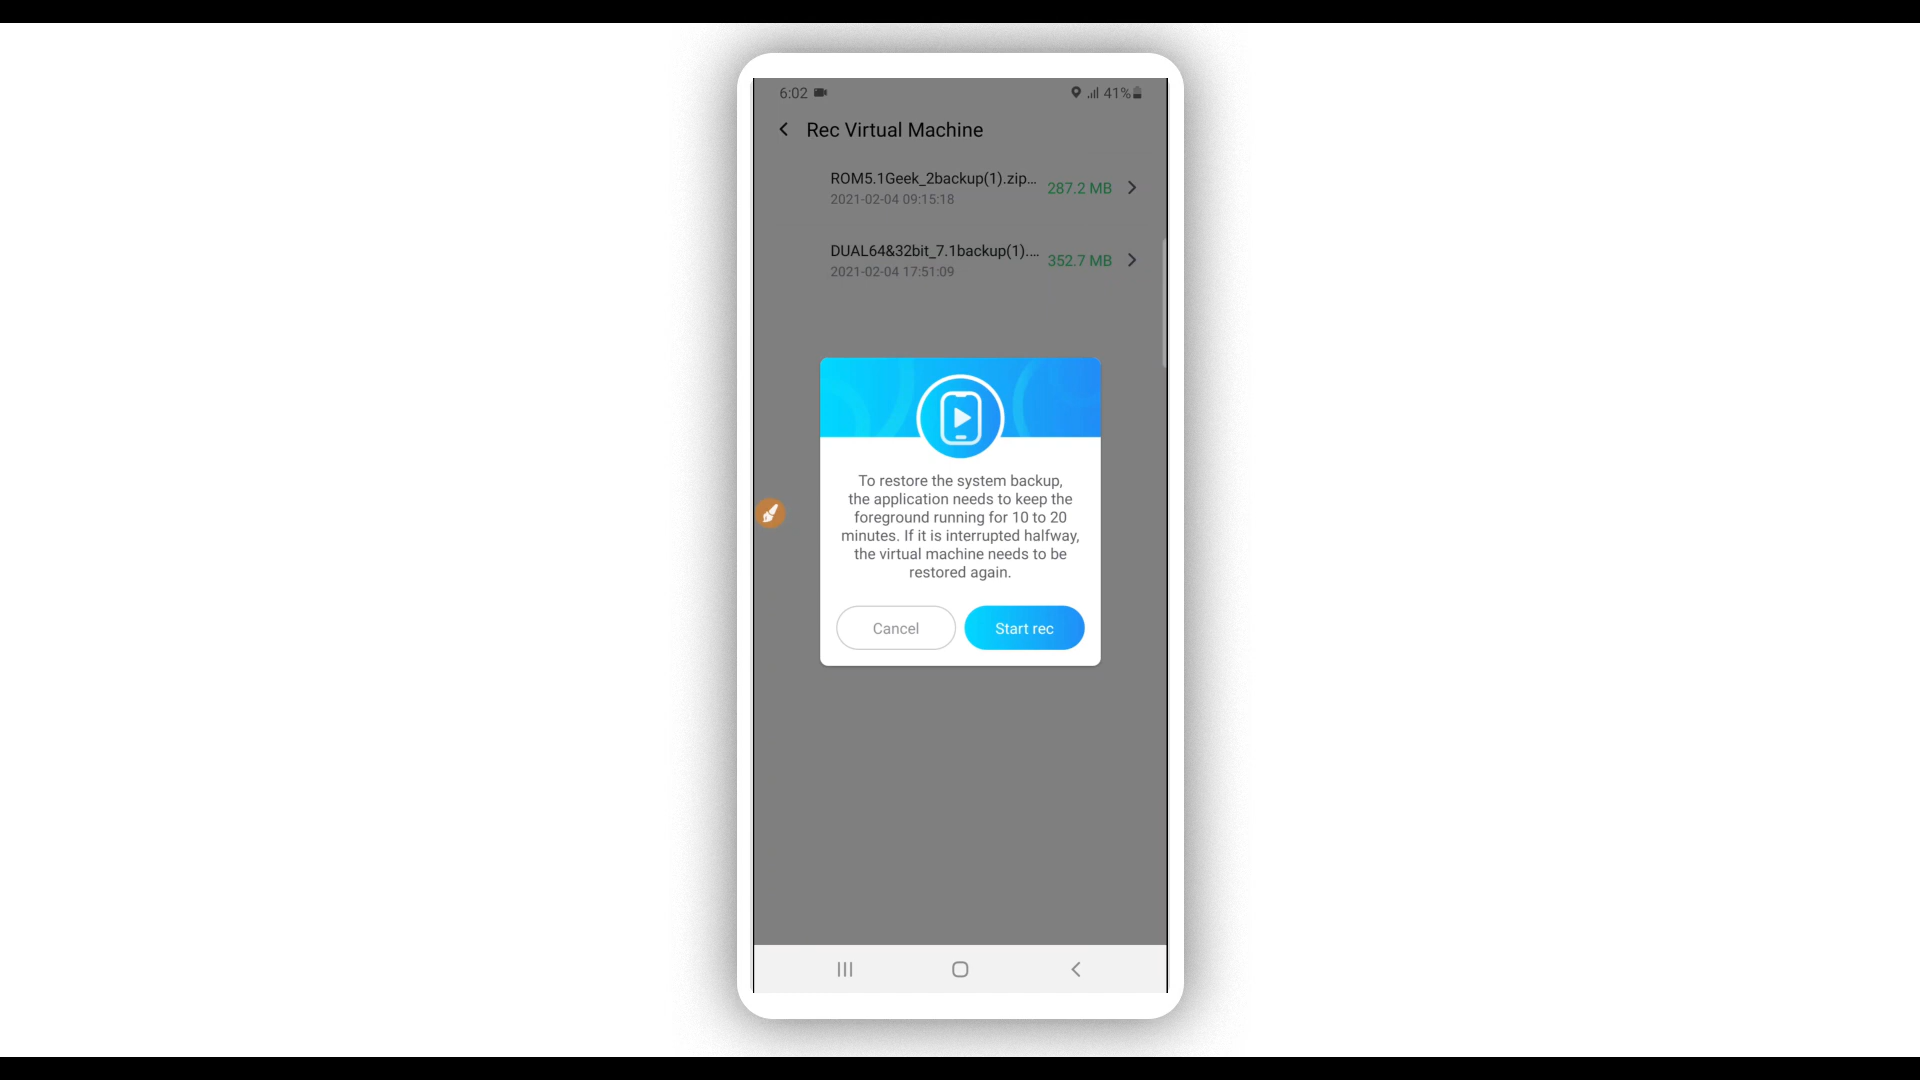 6:02
41%
Rec Virtual Machine
ROM5.1Geek_2backup(1).zip...
287.2 MB
2021-02-04 09:15:18
DUAL64&32bit_7.1backup(1)....
352.7 MB
2021-02-04 17:51:09
To restore the system backup,
the application needs to keep the
foreground running for 10 to 20
minutes. If it is interrupted halfway,
the virtual machine needs to be
restored again.
Cancel
Start rec